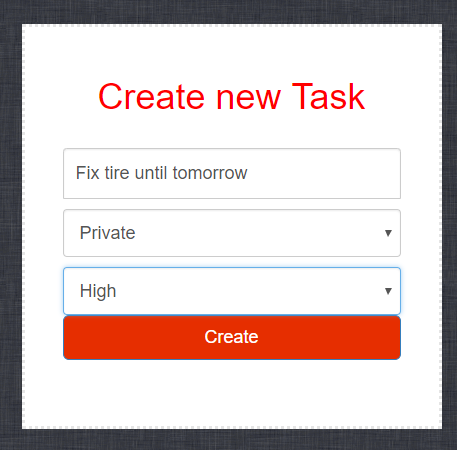 Create new Task
Fix tire until tomorrow
Private
High
Create